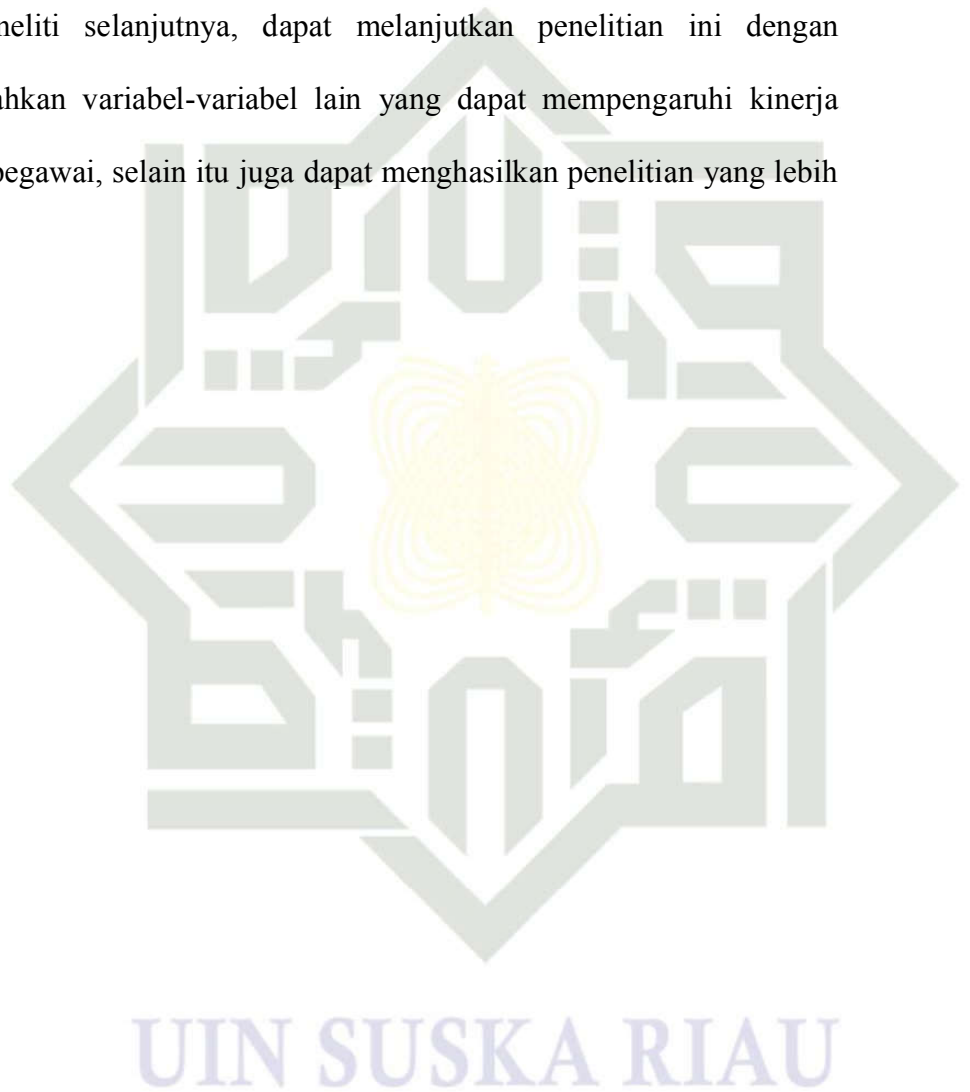 neliti selanjutnya, dapat melanjutkan penelitian ini dengan
ahkan variabel-variabel lain yang dapat mempengaruhi kinerja
pegawai, selain itu juga dapat menghasilkan penelitian yang lebih
UIN SUSKA RIAU